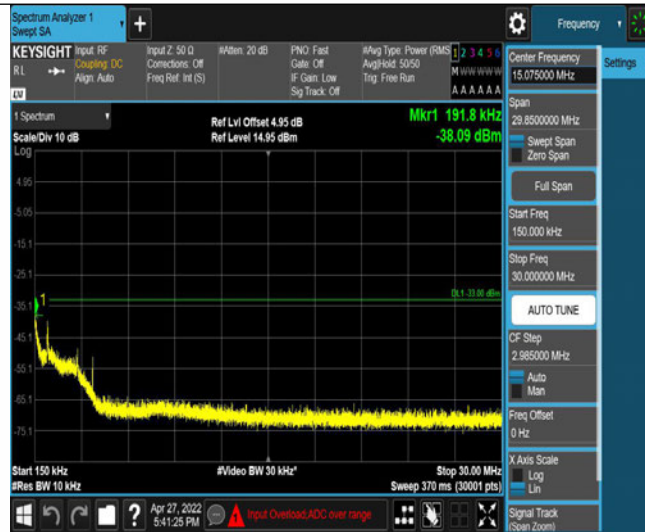 Spectrum Analyzer 1
Swept SA
+
Frequency
KEYSIGHT
RL
Input: RF
Coupling: DC
Align: Auto
Input Z: 50 Ω
Corrections: Off
Freq Ref: Int (S)
#Atten: 20 dB
PNO: Fast
Gate: Off
IF Gain: Low
Sig Track: Off
#Avg Type: Power (RMS
Avg|Hold: 50/50
Trig: Free Run
1 2 3 4 5 6
M W W W W W
A A A A A A
1 Spectrum
Scale/Div 10 dB
Log
Ref Lvl Offset 4.95 dB
Ref Level 14.95 dBm
Mkr1 191.8 kHz
-38.09 dBm
4.95
-5.05
-15.1
-25.1
-35.1
-45.1
-55.1
-65.1
-75.1
1
DL1 -33.00 dBm
Start 150 kHz
#Res BW 10 kHz
#Video BW 30 kHz*
Stop 30.00 MHz
Sweep 370 ms (30001 pts)
?
Apr 27, 2022
5:41:25 PM
Input Overload;ADC over range
Center Frequency
15.075000 MHz
Settings
Span
29.8500000 MHz
Swept Span
Zero Span
Full Span
Start Freq
150.000 kHz
Stop Freq
30.000000 MHz
AUTO TUNE
CF Step
2.985000 MHz
Auto
Man
Freq Offset
0 Hz
X Axis Scale
Log
Lin
Signal Track
(Span Zoom)